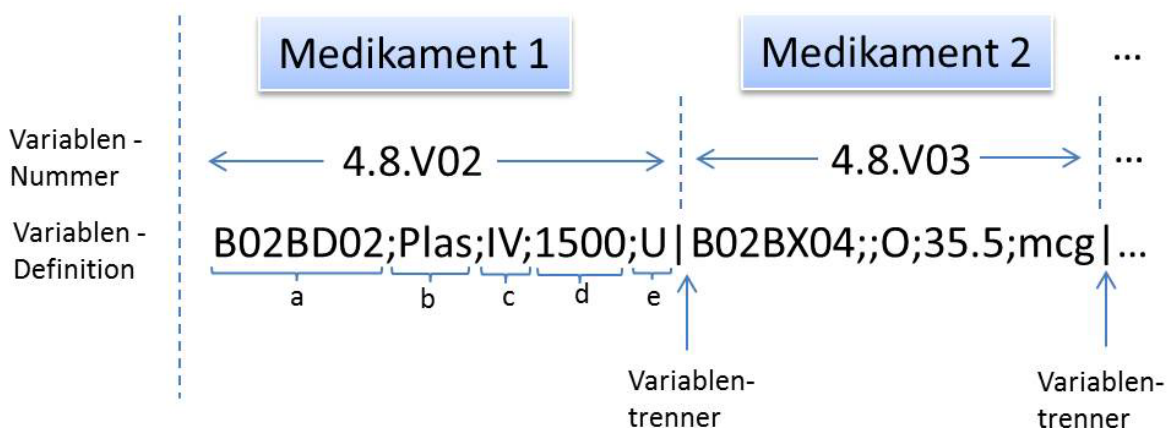 Medikament 1
Medikament 2
...
Variablen -
Nummer
4.8.V02
4.8.V03
...
Variablen -
Definition
B02BD02;Plas;IV;1500;U|B02BX04;;O;35.5;mcg|...
a
b
c
d
e
Variablen-
trenner
Variablen-
trenner